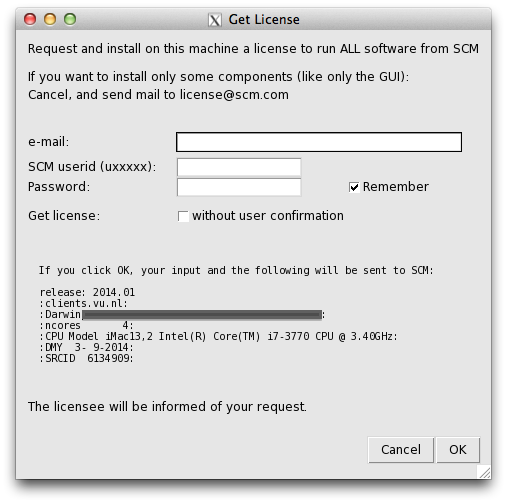 Get License
Request and install on this machine a license to run ALL software from SCM
If you want to install only some components (like only the GUI):
Cancel, and send mail to license@scm.com
e-mail:
SCM userid (uxxxxx):
Password:
Remember
Get license:
without user confirmation
If you click OK, your input and the following will be sent to SCM:
release: 2014.01
:clients.vu.nl:
:Darwin :
:ncores 4:
:CPU Model iMac13,2 Intel(R) Core(TM) i7-3770 CPU @ 3.40GHz:
:DMY 3- 9-2014:
:SRCID 6134909:
The licensee will be informed of your request.
Cancel
OK